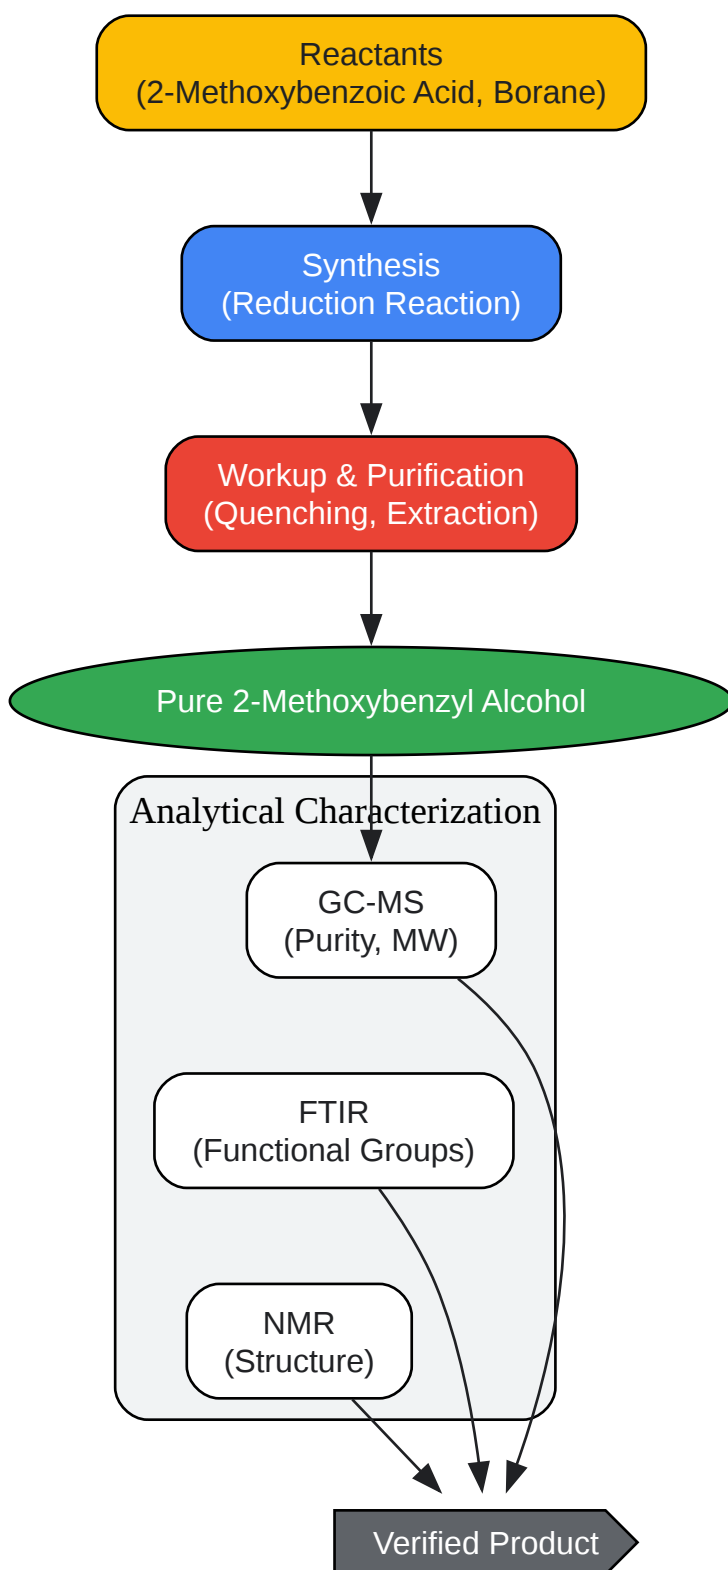 Reactants
(2-Methoxybenzoic Acid, Borane)
Synthesis
(Reduction Reaction)
Workup & Purification
(Quenching, Extraction)
Pure 2-Methoxybenzyl Alcohol
Analytical Characterization
GC-MS
(Purity, MW)
FTIR
(Functional Groups)
NMR
(Structure)
Verified Product